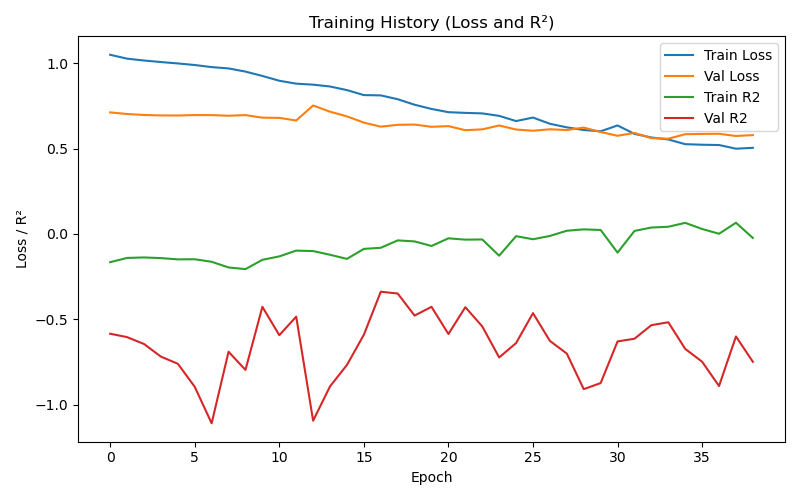 Training History (Loss and R²)
Train Loss
Val Loss
Train R2
Val R2
1.0
0.5
0.0
−0.5
−1.0
Loss / R²
0 5 10 15 20 25 30 35
Epoch